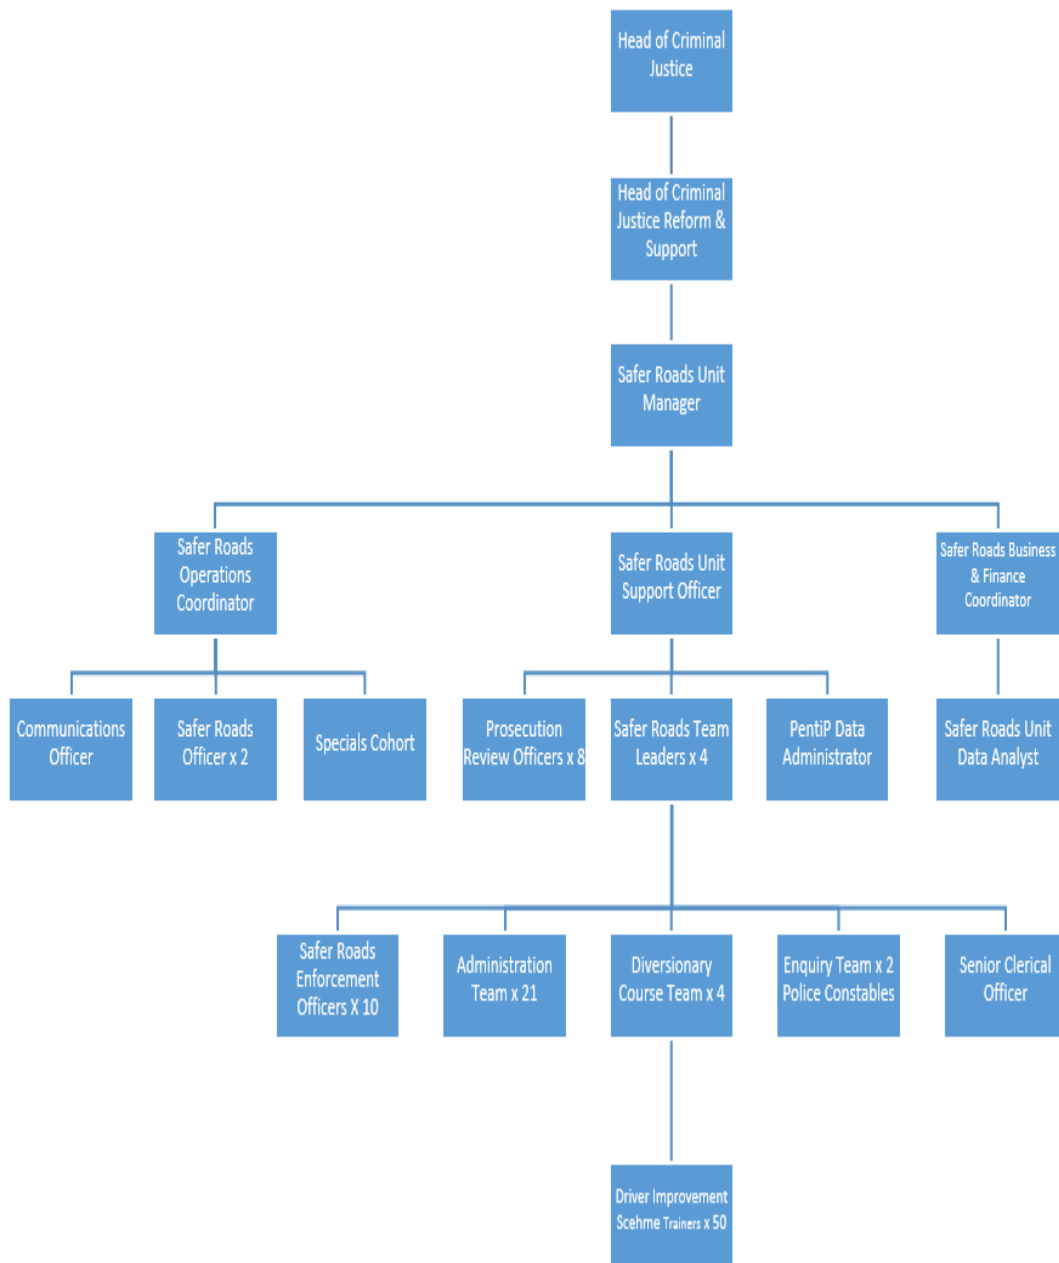 Head of Criminal
Justice
Head of Criminal
Justice Reform &
Support
Safer Roads Unit
Manager
Safer Roads
Operations
Coordinator
Safer Roads Unit
Support Officer
Safer Roads Business
& Finance
Coordinator
Communications
Officer
Safer Roads
Officer x 2
Specials Cohort
Prosecution
Review Officers x 8
Safer Roads Team
Leaders x 4
PentiP Data
Administrator
Safer Roads Unit
Data Analyst
Safer Roads
Enforcement
Officers X 10
Administration
Team x 21
Diversionary
Course Team x 4
Enquiry Team x 2
Police Constables
Senior Clerical
Officer
Driver Improvement
Scehme Trainers x 50